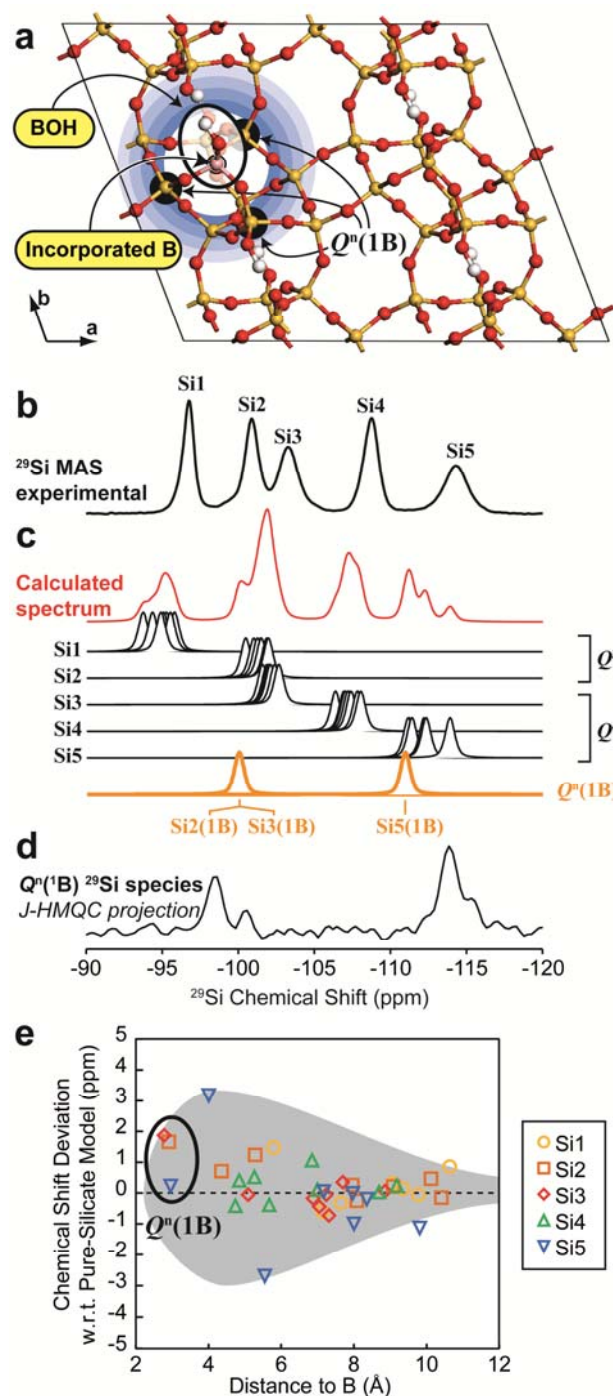 a
BOH
Incorporated B
Qⁿ(1B)
b
a
b
Si1
Si2
Si3
Si4
Si5
²⁹Si MAS
experimental
c
Calculated
spectrum
Si1
Si2
Si3
Si4
Si5
Q
Q
Qⁿ(1B)
Si2(1B)
Si3(1B)
Si5(1B)
d
Qⁿ(¹B) ²⁹Si species
J-HMQC projection
-90 -95 -100 -105 -110 -115 -120
²⁹Si Chemical Shift (ppm)
e
Chemical Shift Deviation
w.r.t. Pure-Silicate Model (ppm)
5
4
3
2
1
0
-1
-2
-3
-4
-5
Qⁿ(1B)
2 4 6 8 10 12
Distance to B (Å)
Si1
Si2
Si3
Si4
Si5